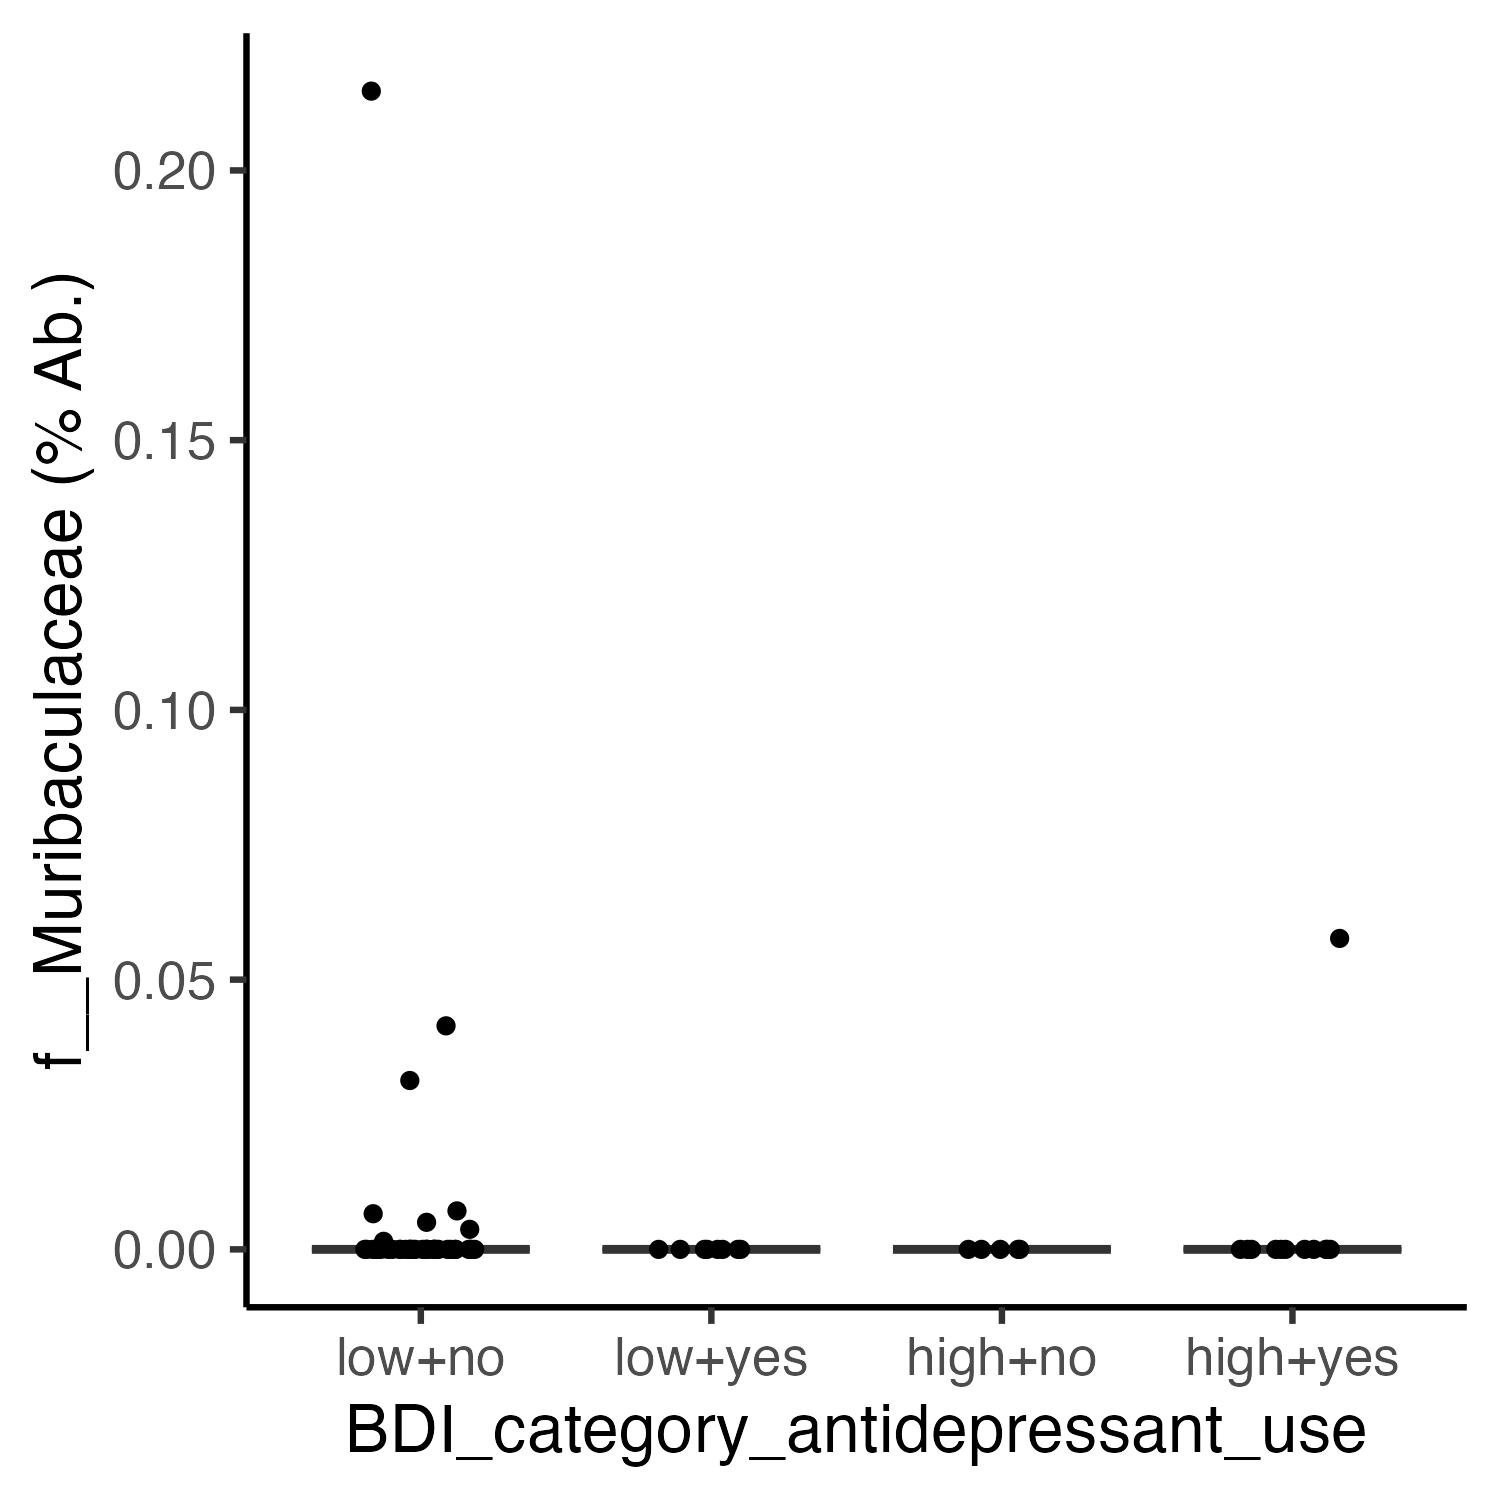 f__Muribaculaceae (% Ab.)
0.20
0.15
0.10
0.05
0.00
low+no low+yes high+no high+yes
BDI_category_antidepressant_use